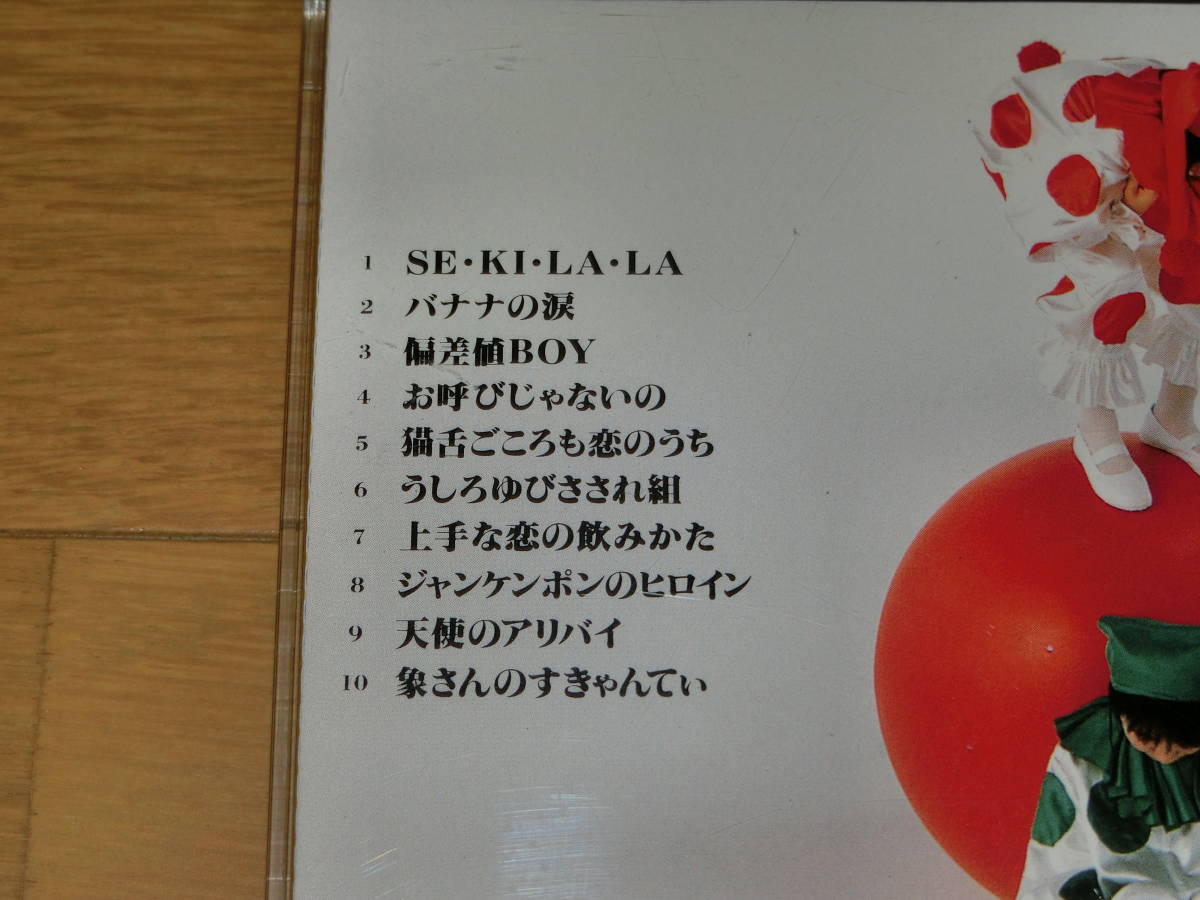 1 SE・KI・LA・LA
2 バナナの涙
3 偏差値BOY
4 お呼びじゃないの
5 猫舌ごころも恋のうち
6 うしろゆびさされ組
7 上手な恋の飲みかた
8 ジャンケンポンのヒロイン
9 天使のアリバイ
10 象さんのすきゃんてぃ